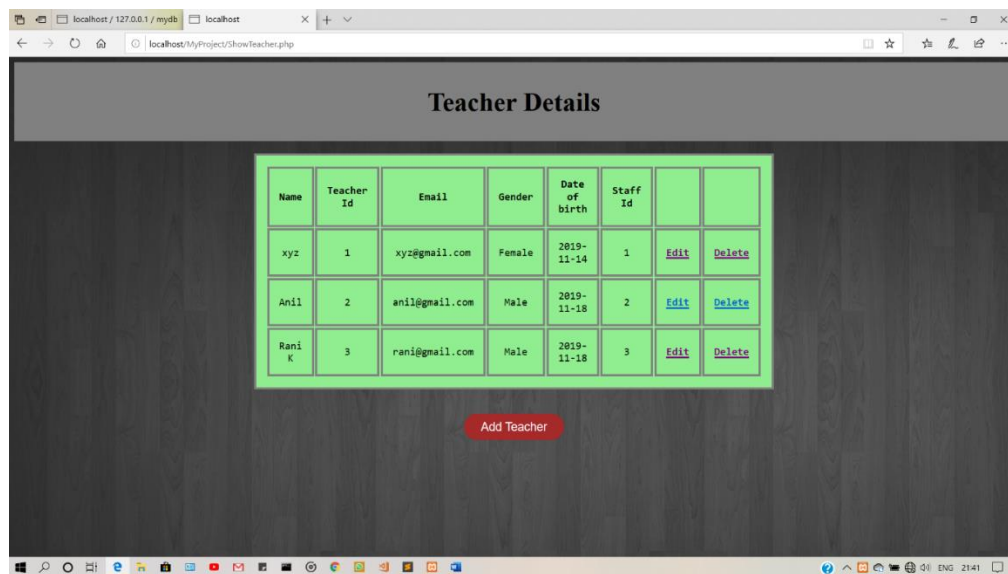 localhost / 127.0.0.1 / mydb
localhost
localhost/MyProject/ShowTeacher.php
Teacher Details
Name Teacher Id Email Gender Date of birth Staff Id
xyz 1 xyz@gmail.com Female 2019-11-14 1 Edit Delete
Anil 2 anil@gmail.com Male 2019-11-18 2 Edit Delete
Rani K 3 rani@gmail.com Male 2019-11-18 3 Edit Delete
Add Teacher
ENG 21:41